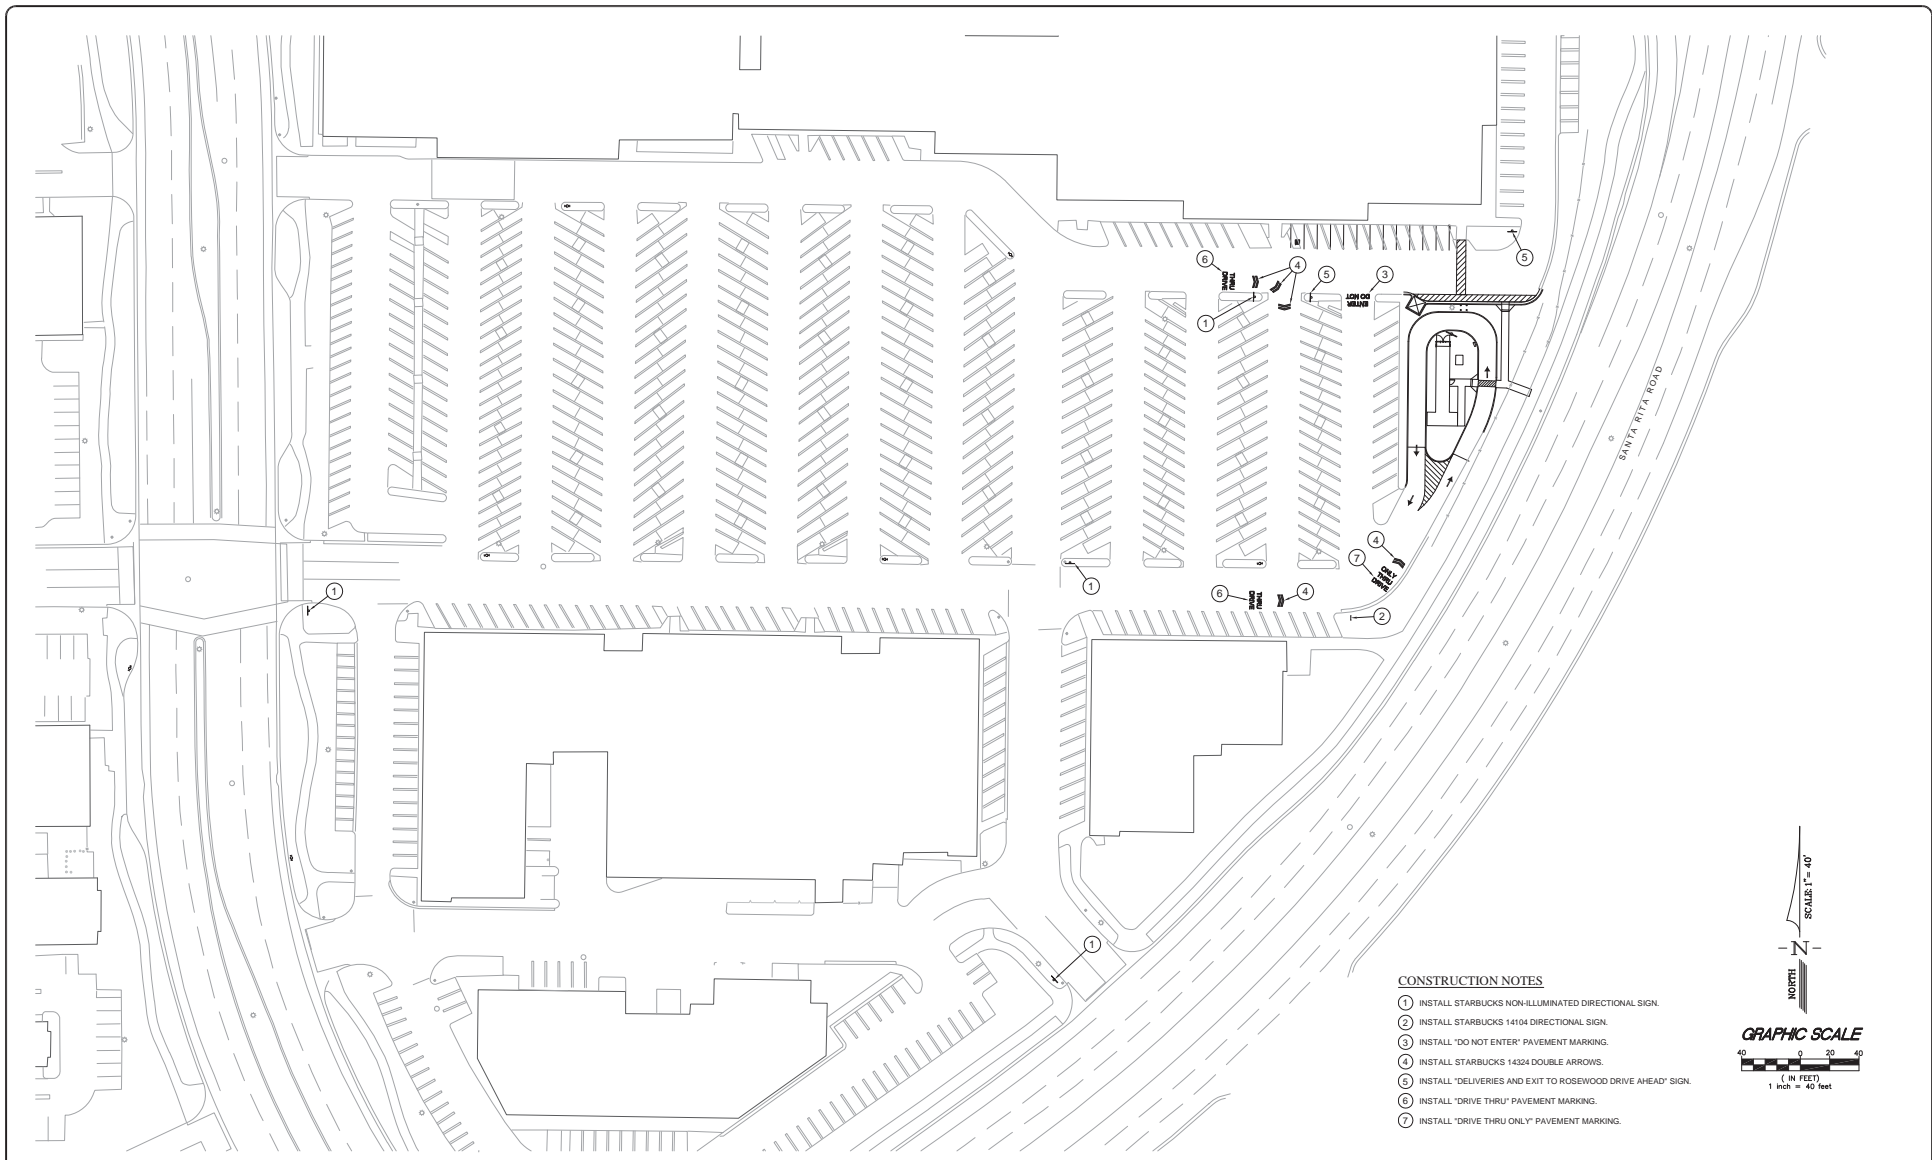 6
THRU
DRIVE
4
5
3
ENTER
DO NOT
5
1
SANTA RITA ROAD
4
7
ONLY
THRU
DRIVE
1
1
6
THRU
DRIVE
4
2
1
SCALE: 1"= 40'
-N-
NORTH
CONSTRUCTION NOTES
1 INSTALL STARBUCKS NON-ILLUMINATED DIRECTIONAL SIGN.
2 INSTALL STARBUCKS 14104 DIRECTIONAL SIGN.
3 INSTALL "DO NOT ENTER" PAVEMENT MARKING.
4 INSTALL STARBUCKS 14324 DOUBLE ARROWS.
5 INSTALL "DELIVERIES AND EXIT TO ROSEWOOD DRIVE AHEAD" SIGN.
6 INSTALL "DRIVE THRU" PAVEMENT MARKING.
7 INSTALL "DRIVE THRU ONLY" PAVEMENT MARKING.
GRAPHIC SCALE
40 0 20 40
( IN FEET)
1 inch = 40 feet